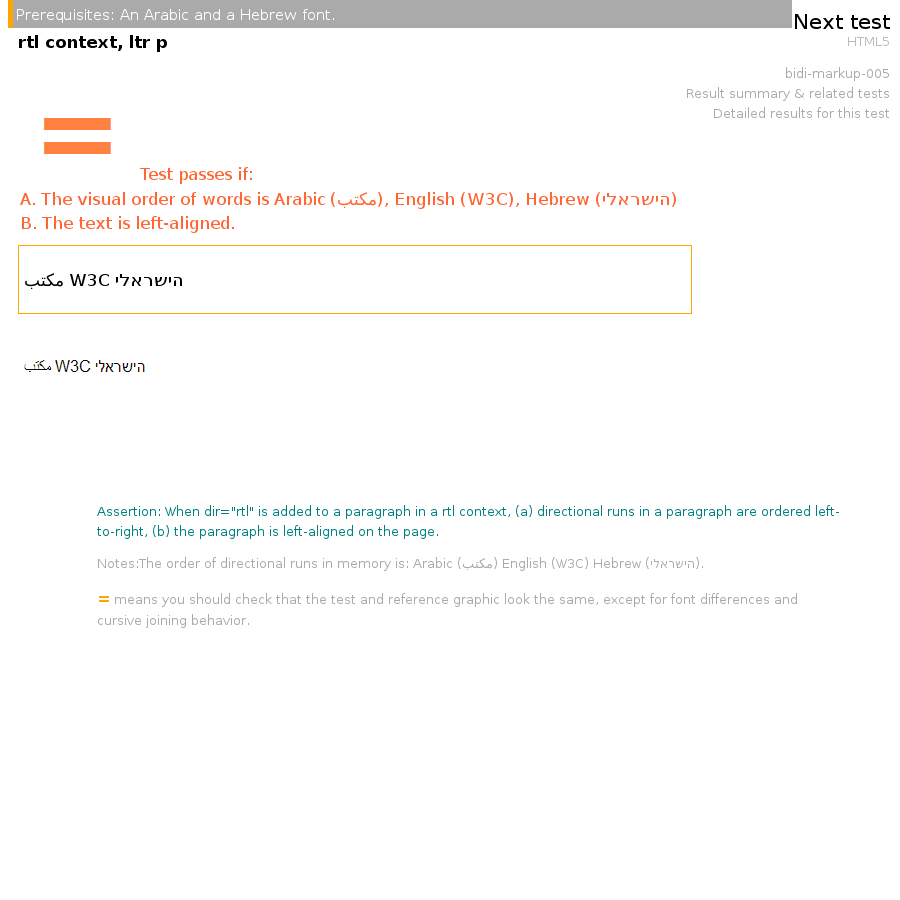 Prerequisites: An Arabic and a Hebrew font.
Next test
rtl context, ltr p
HTML5
bidi-markup-005
Result summary & related tests
Detailed results for this test
Test passes if:
A. The visual order of words is Arabic (مكتب), English (W3C), Hebrew (הישראלי)
B. The text is left-aligned.
مكتب W3C הישראלי
مكتب W3C הישראלי
Assertion: When dir="rtl" is added to a paragraph in a rtl context, (a) directional runs in a paragraph are ordered left-
to-right, (b) the paragraph is left-aligned on the page.
Notes:The order of directional runs in memory is: Arabic (مكتب) English (W3C) Hebrew (הישראלי).
= means you should check that the test and reference graphic look the same, except for font differences and
cursive joining behavior.